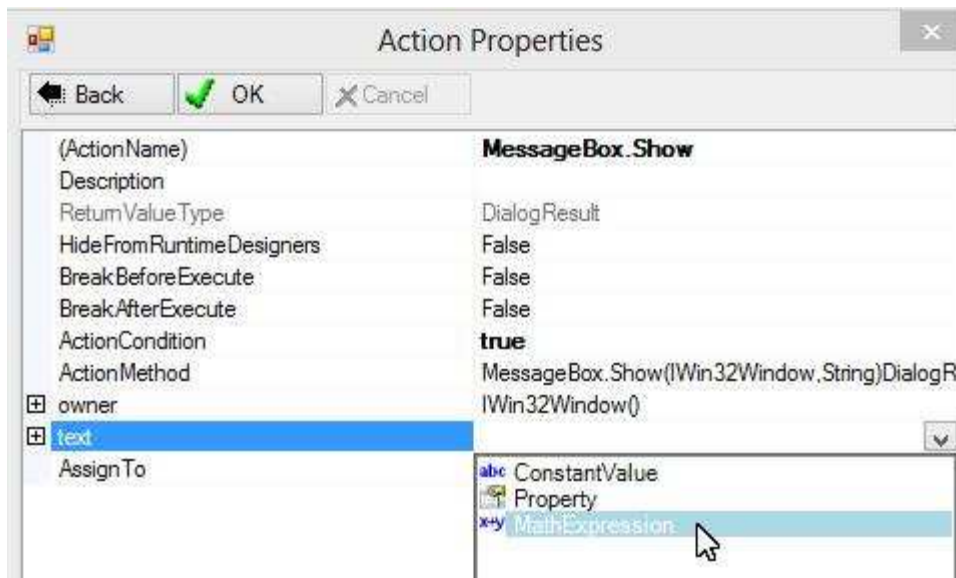 Action Properties
Back OK Cancel
(ActionName) MessageBox.Show
Description
ReturnValueType DialogResult
HideFromRuntimeDesigners False
BreakBeforeExecute False
BreakAfterExecute False
ActionCondition true
ActionMethod MessageBox.Show(IWin32Window,String)DialogR
owner IWin32Window()
text
AssignTo
abc ConstantValue
Property
x+y MathExpression